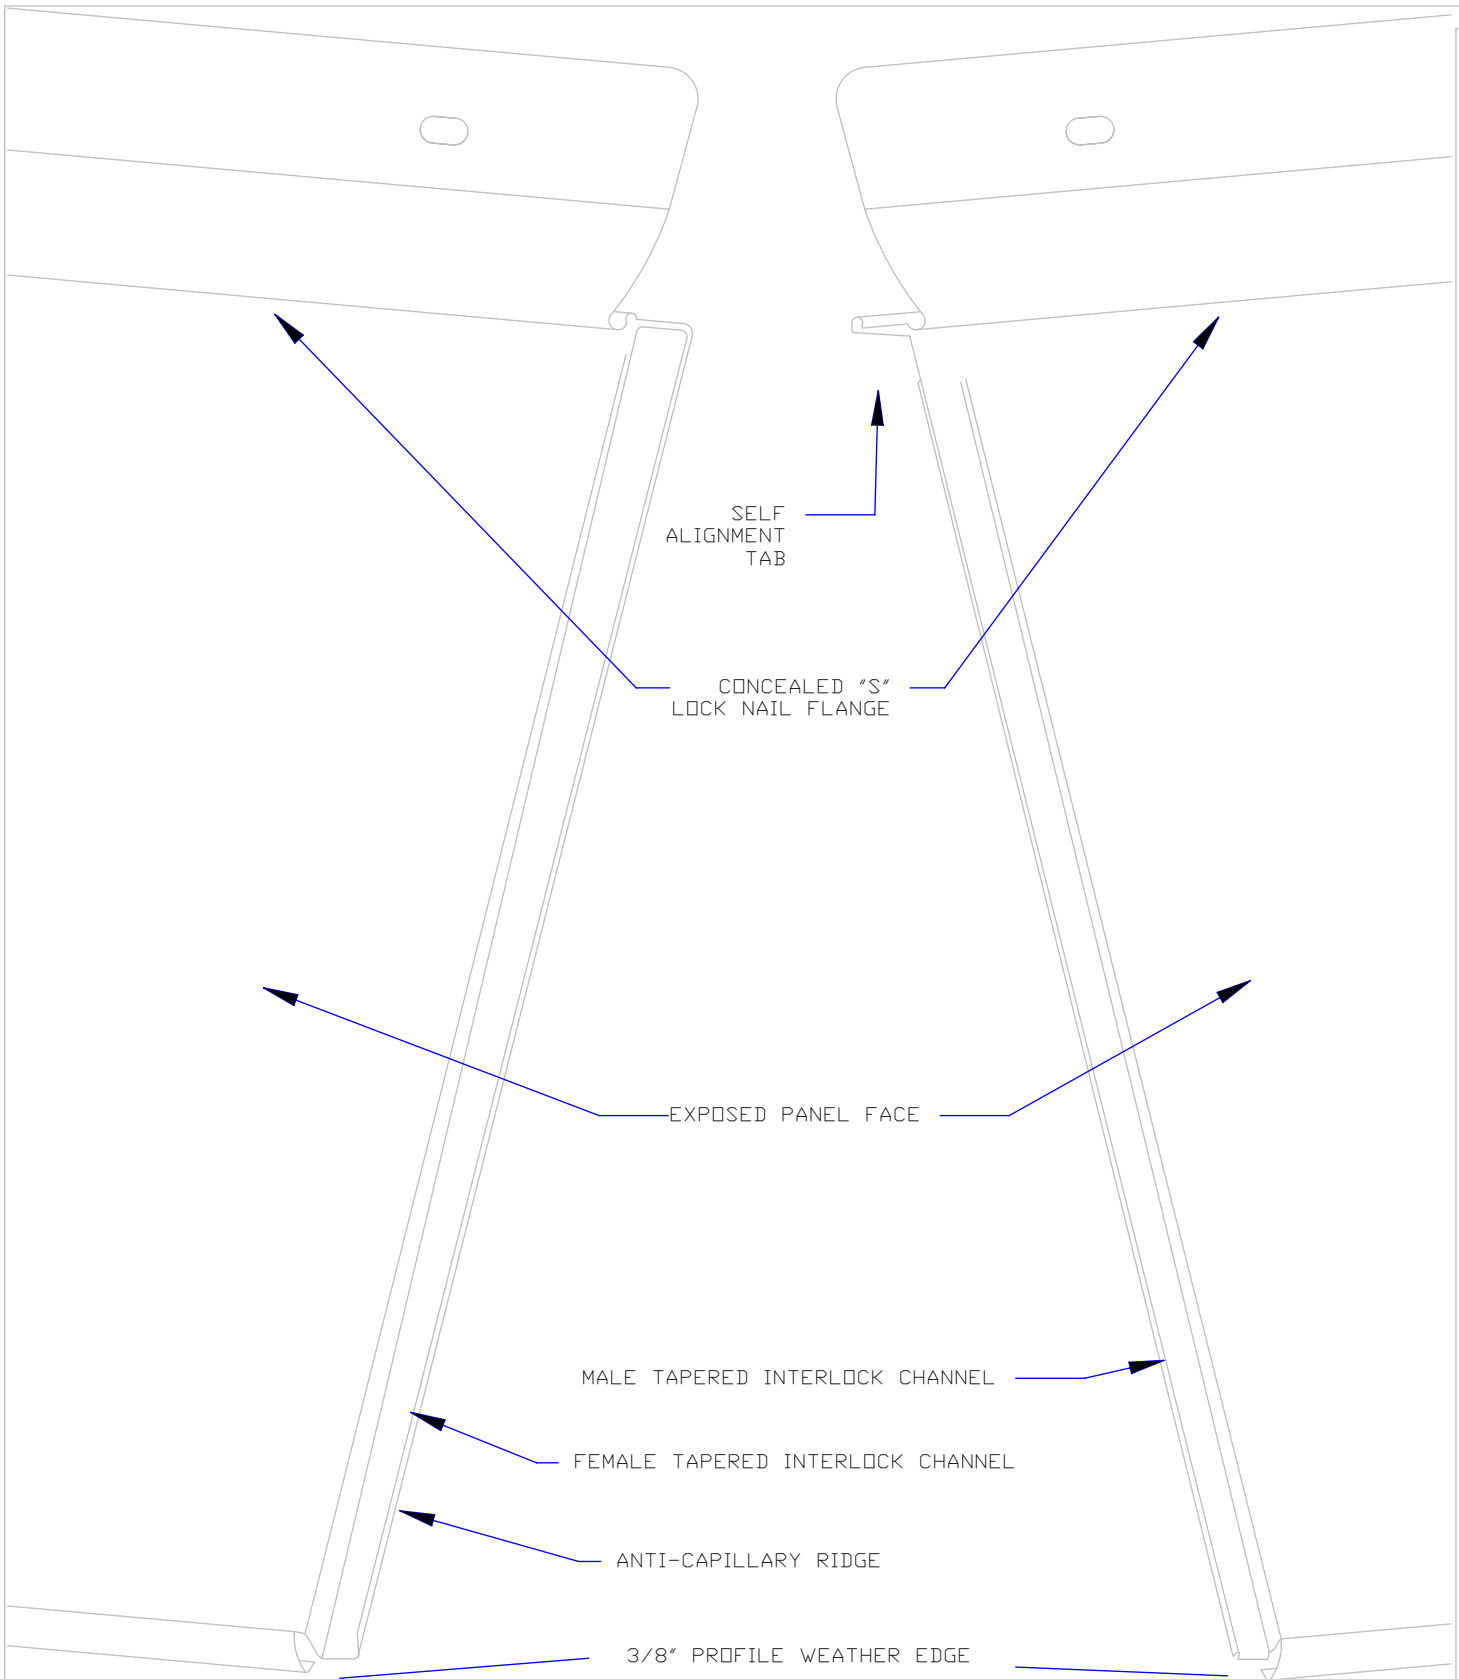 SELF
ALIGNMENT
TAB
CONCEALED "S"
LOCK NAIL FLANGE
EXPOSED PANEL FACE
MALE TAPERED INTERLOCK CHANNEL
FEMALE TAPERED INTERLOCK CHANNEL
ANTI-CAPILLARY RIDGE
3/8" PROFILE WEATHER EDGE